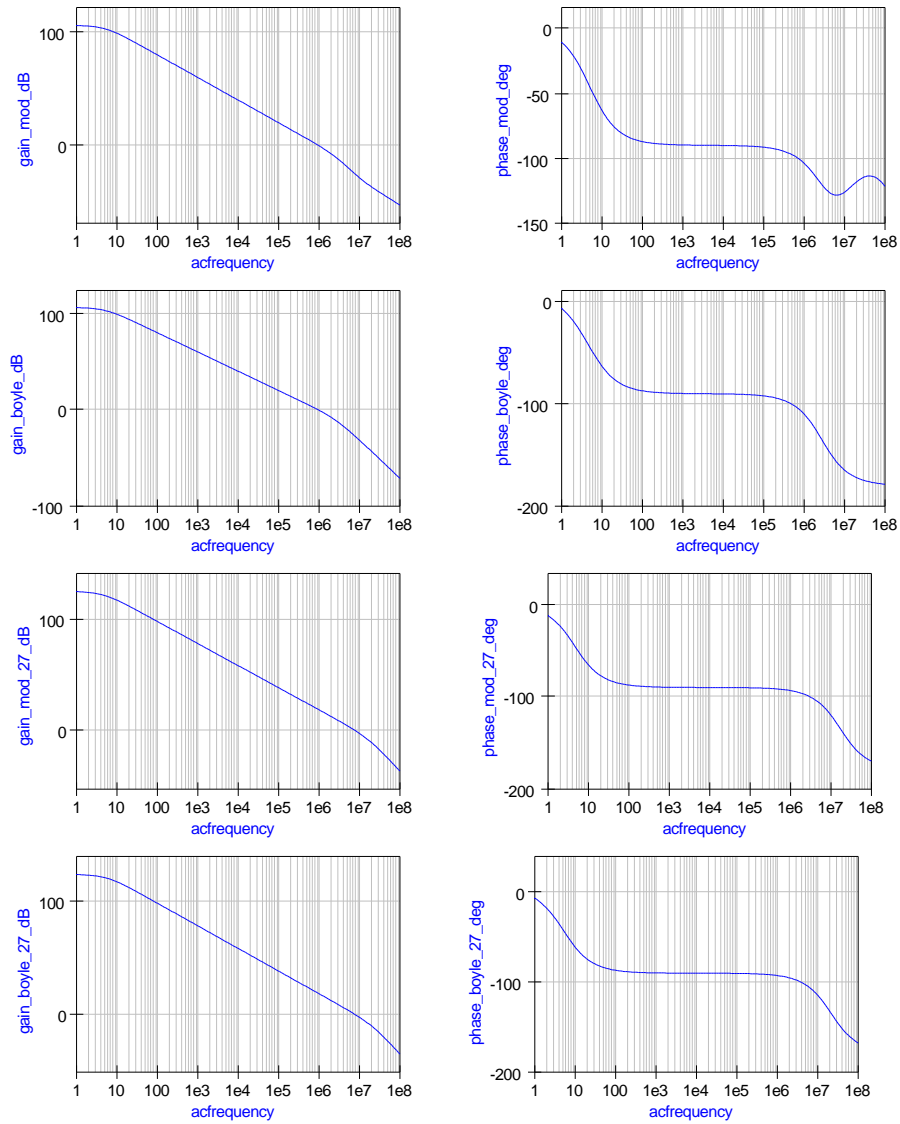 gain_mod_dB
100
0
1 10 100 1e3 1e4 1e5 1e6 1e7 1e8
acfrequency
phase_mod_deg
0
-50
-100
-150
1 10 100 1e3 1e4 1e5 1e6 1e7 1e8
acfrequency
gain_boyle_dB
100
0
-100
1 10 100 1e3 1e4 1e5 1e6 1e7 1e8
acfrequency
phase_boyle_deg
0
-100
-200
1 10 100 1e3 1e4 1e5 1e6 1e7 1e8
acfrequency
gain_mod_27_dB
100
0
1 10 100 1e3 1e4 1e5 1e6 1e7 1e8
acfrequency
phase_mod_27_deg
0
-100
-200
1 10 100 1e3 1e4 1e5 1e6 1e7 1e8
acfrequency
gain_boyle_27_dB
100
0
1 10 100 1e3 1e4 1e5 1e6 1e7 1e8
acfrequency
phase_boyle_27_deg
0
-100
-200
1 10 100 1e3 1e4 1e5 1e6 1e7 1e8
acfrequency